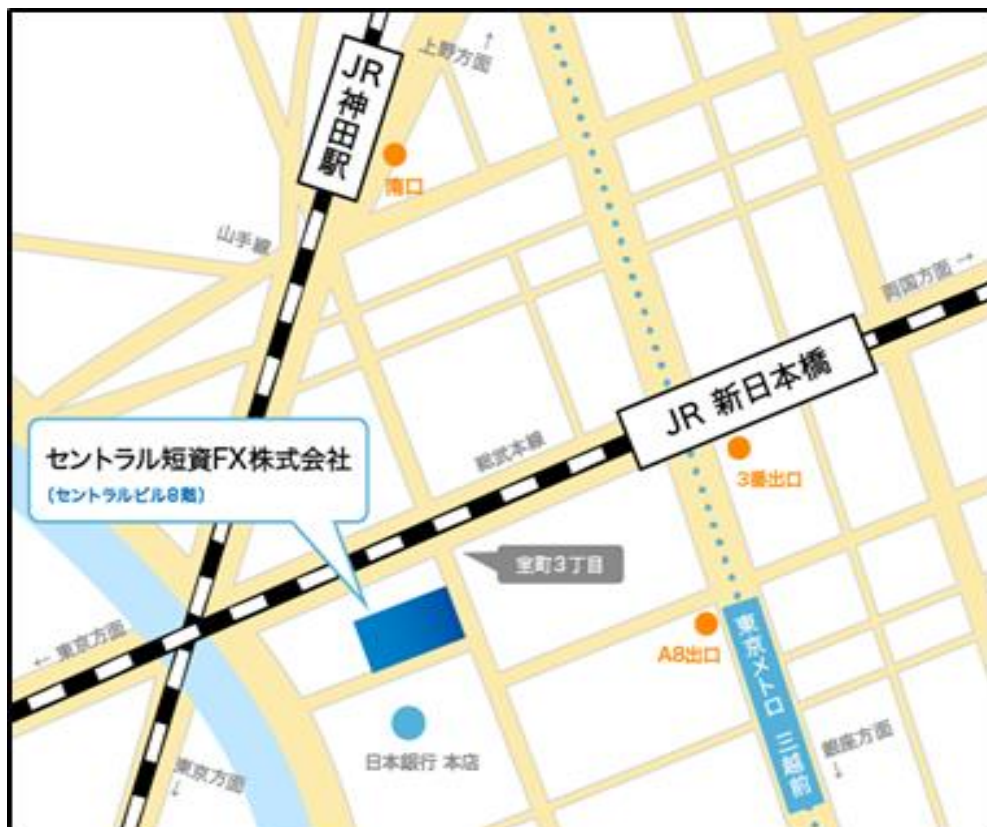 上野方面
↑
JR 神田駅
南口
山手線
両国方面 →
JR 新日本橋
総武本線
3番出口
セントラル短資FX株式会社
(セントラルビル8階)
室町3丁目
← 東京方面
A8出口
東京メトロ 三越前
日本銀行 本店
銀座方面
↓
東京方面
↓